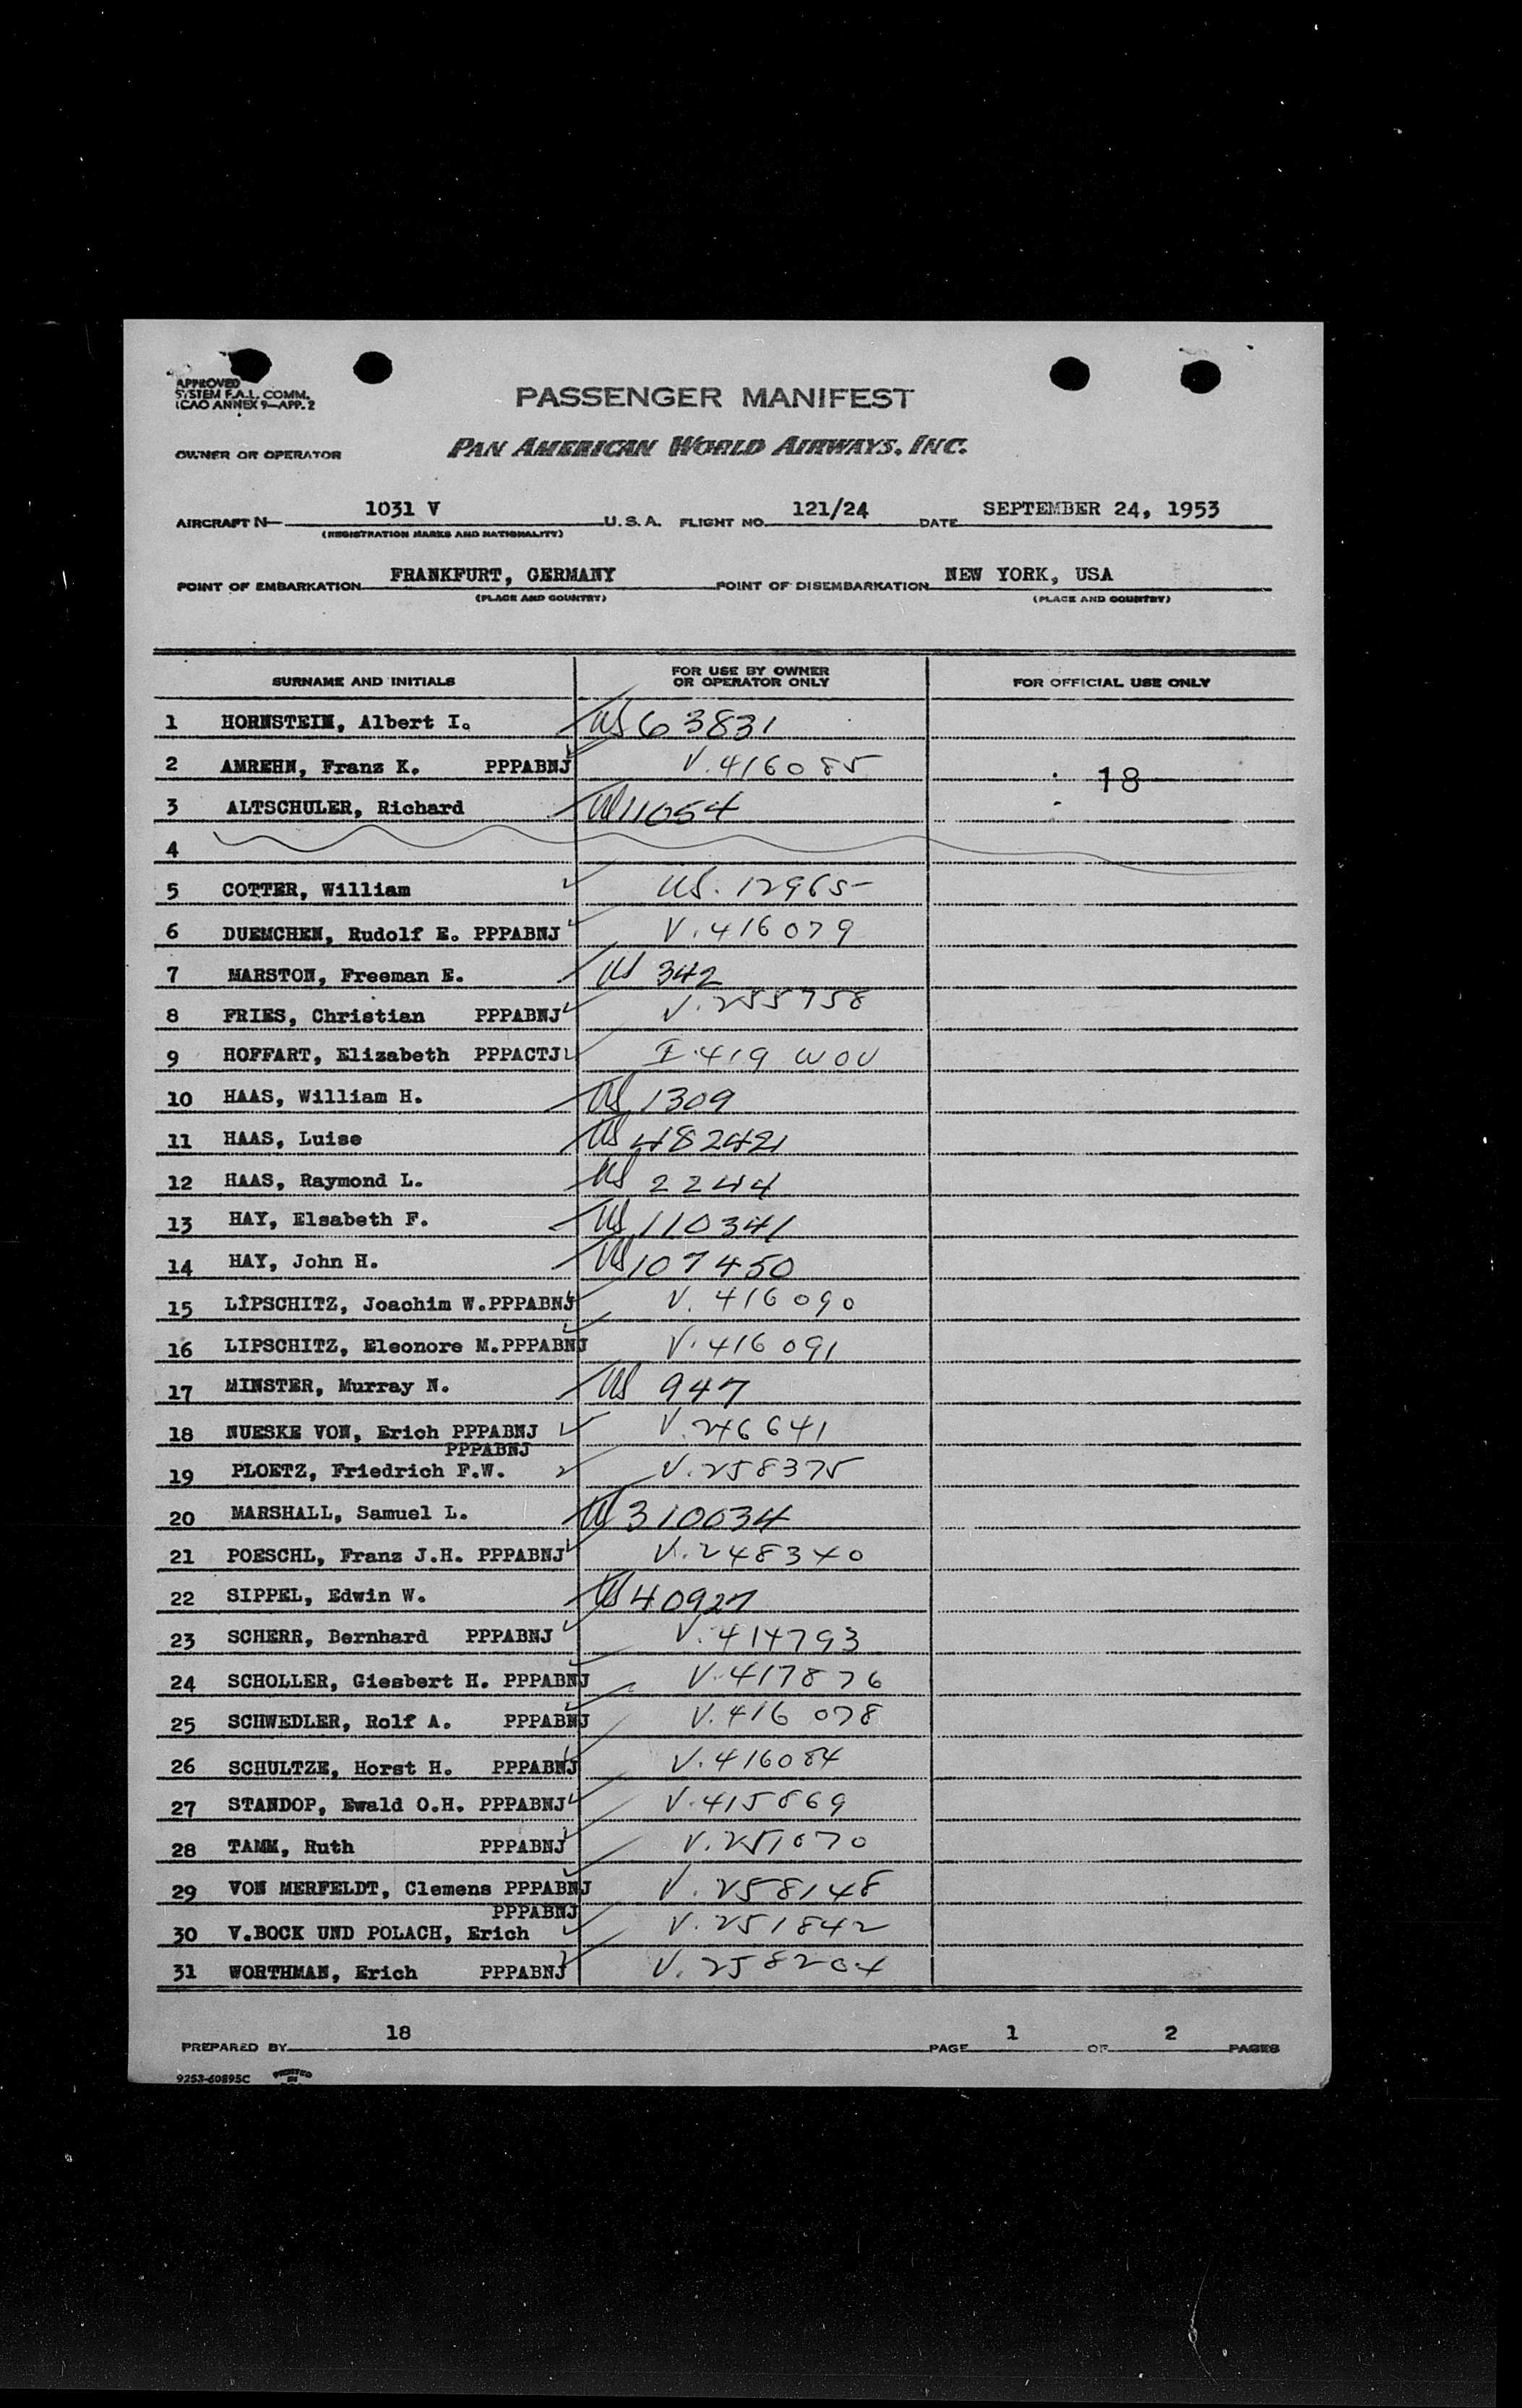 APPROVED
SYSTEM F.A.L. COMM.
ICAO ANNEX 9—APP. 2
PASSENGER MANIFEST
OWNER OR OPERATOR PAN AMERICAN WORLD AIRWAYS, INC.
AIRCRAFT N— 1031 V U.S.A. FLIGHT NO. 121/24 DATE SEPTEMBER 24, 1953
(REGISTRATION MARKS AND NATIONALITY)
POINT OF EMBARKATION FRANKFURT, GERMANY POINT OF DISEMBARKATION NEW YORK, USA
(PLACE AND COUNTRY) (PLACE AND COUNTRY)
SURNAME AND INITIALS FOR USE BY OWNER OR OPERATOR ONLY FOR OFFICIAL USE ONLY
1 HORNSTEIN, Albert I. US 63831
2 AMREHN, Franz K. PPPABNJ V.416085 18
3 ALTSCHULER, Richard US 11054
4
5 COTTER, William US. 12965
6 DUEMCHEN, Rudolf E. PPPABNJ V.416079
7 MARSTON, Freeman E. US 342
8 FRIES, Christian PPPABNJ V.255758
9 HOFFART, Elizabeth PPPACTJ I.419 WOV
10 HAAS, William H. US 1309
11 HAAS, Luise US 482421
12 HAAS, Raymond L. US 2244
13 HAY, Elsabeth F. US 110341
14 HAY, John H. US 107450
15 LIPSCHITZ, Joachim W.PPPABNJ V.416090
16 LIPSCHITZ, Eleonore M.PPPABNJ V.416091
17 MINSTER, Murray N. US 947
18 NUESKE VON, Erich PPPABNJ V.246641
PPPABNJ
19 PLOETZ, Friedrich F.W. V.258375
20 MARSHALL, Samuel L. US 310034
21 POESCHL, Franz J.H. PPPABNJ V.248340
22 SIPPEL, Edwin W. US 40927
23 SCHERR, Bernhard PPPABNJ V.414793
24 SCHOLLER, Giesbert H. PPPABNJ V.417876
25 SCHWEDLER, Rolf A. PPPABNJ V.416078
26 SCHULTZE, Horst H. PPPABNJ V.416084
27 STANDOP, Ewald O.H. PPPABNJ V.415869
28 TAMM, Ruth PPPABNJ V.251070
29 VON MERFELDT, Clemens PPPABNJ V.258148
PPPABNJ
30 V.BOCK UND POLACH, Erich V.251842
31 WORTHMAN, Erich PPPABNJ V.258204
PREPARED BY 18 PAGE 1 OF 2 PAGES
9253-60895C PRINTED IN